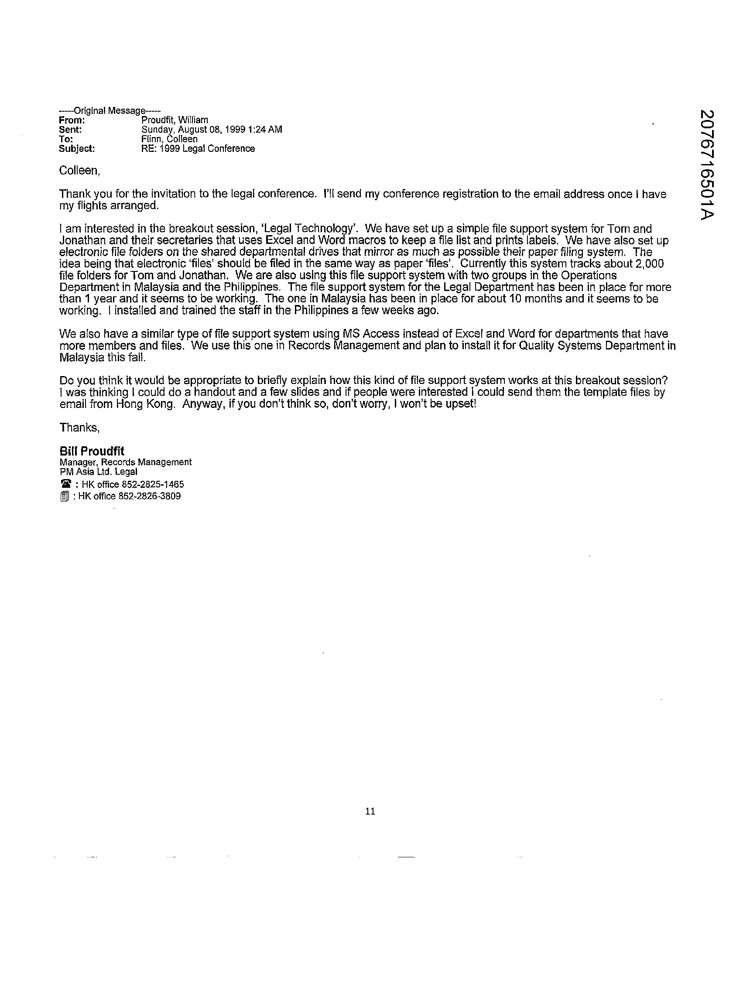 -----Original Message-----
From: Proudfit, William
Sent: Sunday, August 08, 1999 1:24 AM
To: Flinn, Colleen
Subject: RE: 1999 Legal Conference
Colleen,
Thank you for the invitation to the legal conference. I'll send my conference registration to the email address once I have
my flights arranged.
I am interested in the breakout session, 'Legal Technology'. We have set up a simple file support system for Tom and
Jonathan and their secretaries that uses Excel and Word macros to keep a file list and prints labels. We have also set up
electronic file folders on the shared departmental drives that mirror as much as possible their paper filing system. The
idea being that electronic 'files' should be filed in the same way as paper 'files'. Currently this system tracks about 2,000
file folders for Tom and Jonathan. We are also using this file support system with two groups in the Operations
Department in Malaysia and the Philippines. The file support system for the Legal Department has been in place for more
than 1 year and it seems to be working. The one in Malaysia has been in place for about 10 months and it seems to be
working. I installed and trained the staff in the Philippines a few weeks ago.
We also have a similar type of file support system using MS Access instead of Excel and Word for departments that have
more members and files. We use this one in Records Management and plan to install it for Quality Systems Department in
Malaysia this fall.
Do you think it would be appropriate to briefly explain how this kind of file support system works at this breakout session?
I was thinking I could do a handout and a few slides and if people were interested I could send them the template files by
email from Hong Kong. Anyway, if you don't think so, don't worry, I won't be upset!
Thanks,
Bill Proudfit
Manager, Records Management
PM Asia Ltd. Legal
☎ : HK office 852-2825-1465
: HK office 852-2826-3809
11
2076716501A